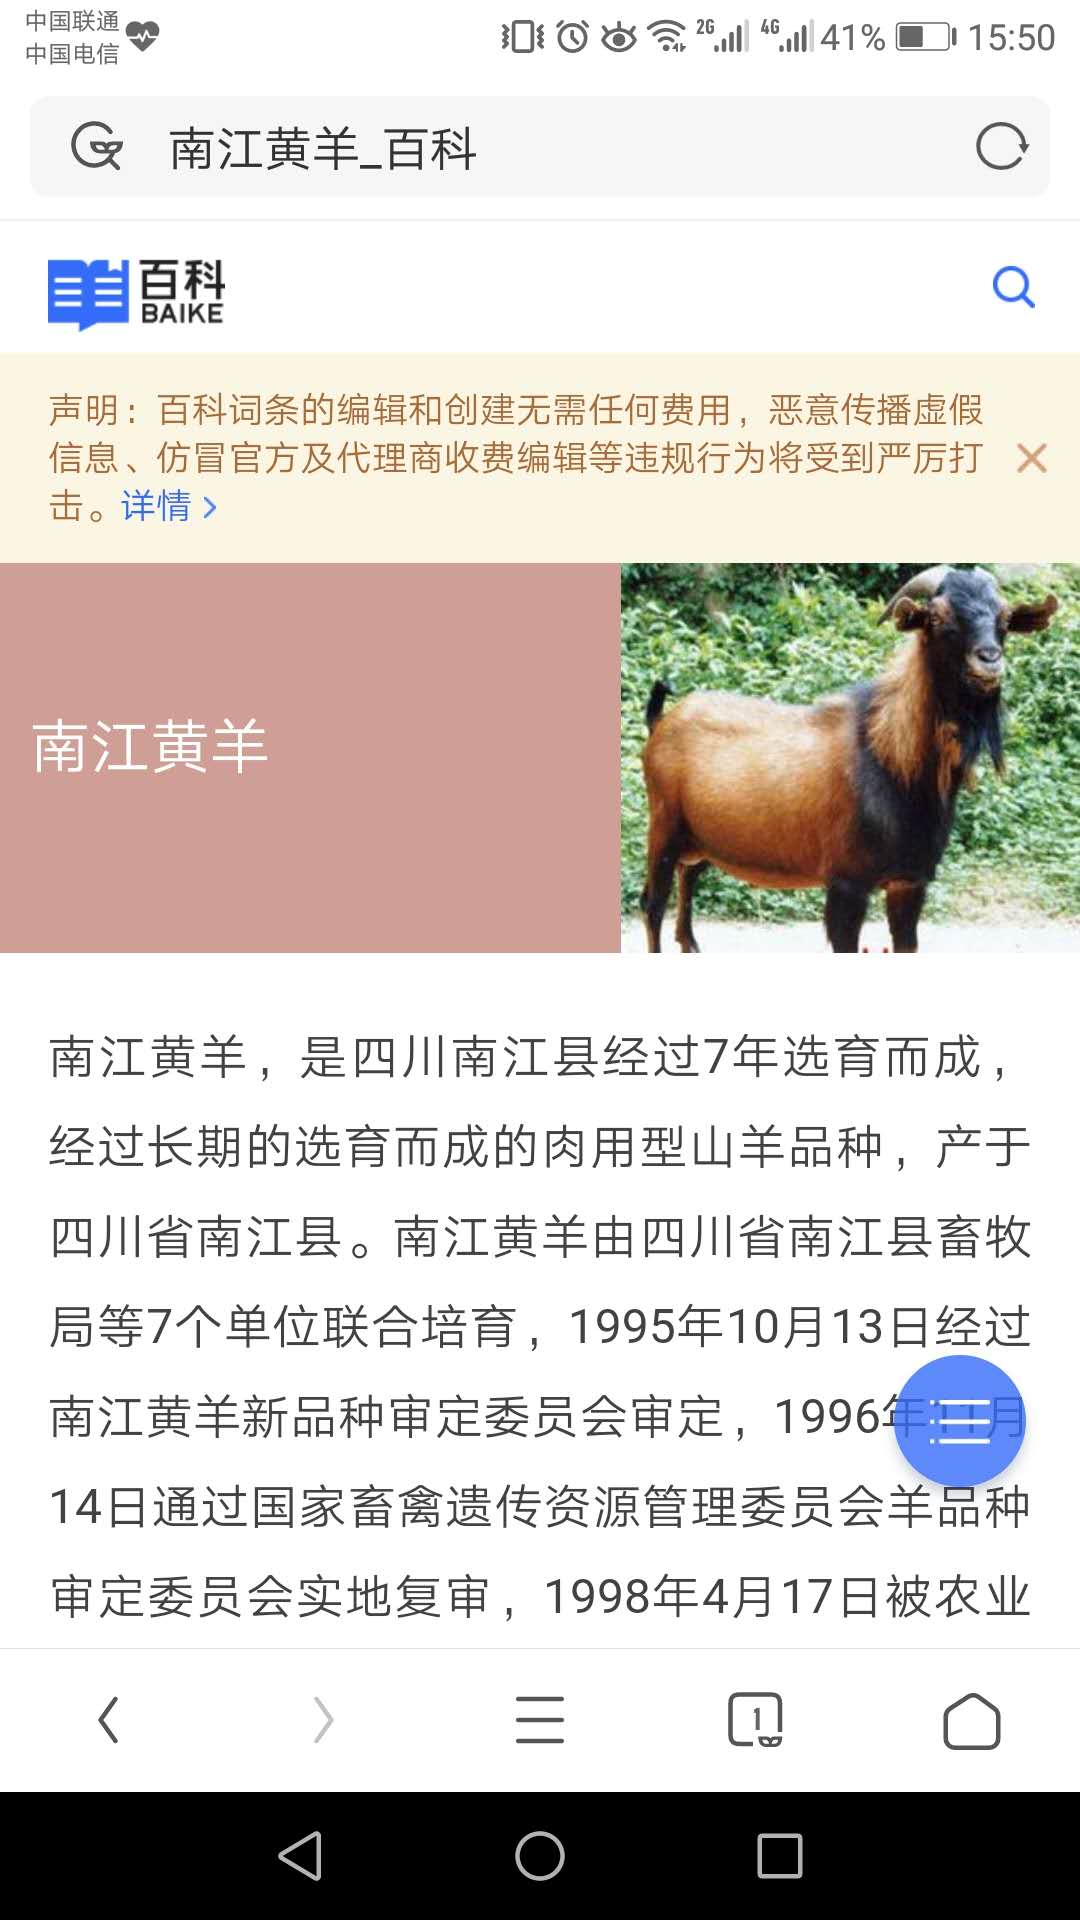 中国联通
中国电信
2G 4G 41% 15:50
南江黄羊_百科
百科
BAIKE
声明：百科词条的编辑和创建无需任何费用，恶意传播虚假
信息、仿冒官方及代理商收费编辑等违规行为将受到严厉打
击。详情
南江黄羊
南江黄羊，是四川南江县经过7年选育而成，
经过长期的选育而成的肉用型山羊品种，产于
四川省南江县。南江黄羊由四川省南江县畜牧
局等7个单位联合培育，1995年10月13日经过
南江黄羊新品种审定委员会审定，1996年11月
14日通过国家畜禽遗传资源管理委员会羊品种
审定委员会实地复审，1998年4月17日被农业
1